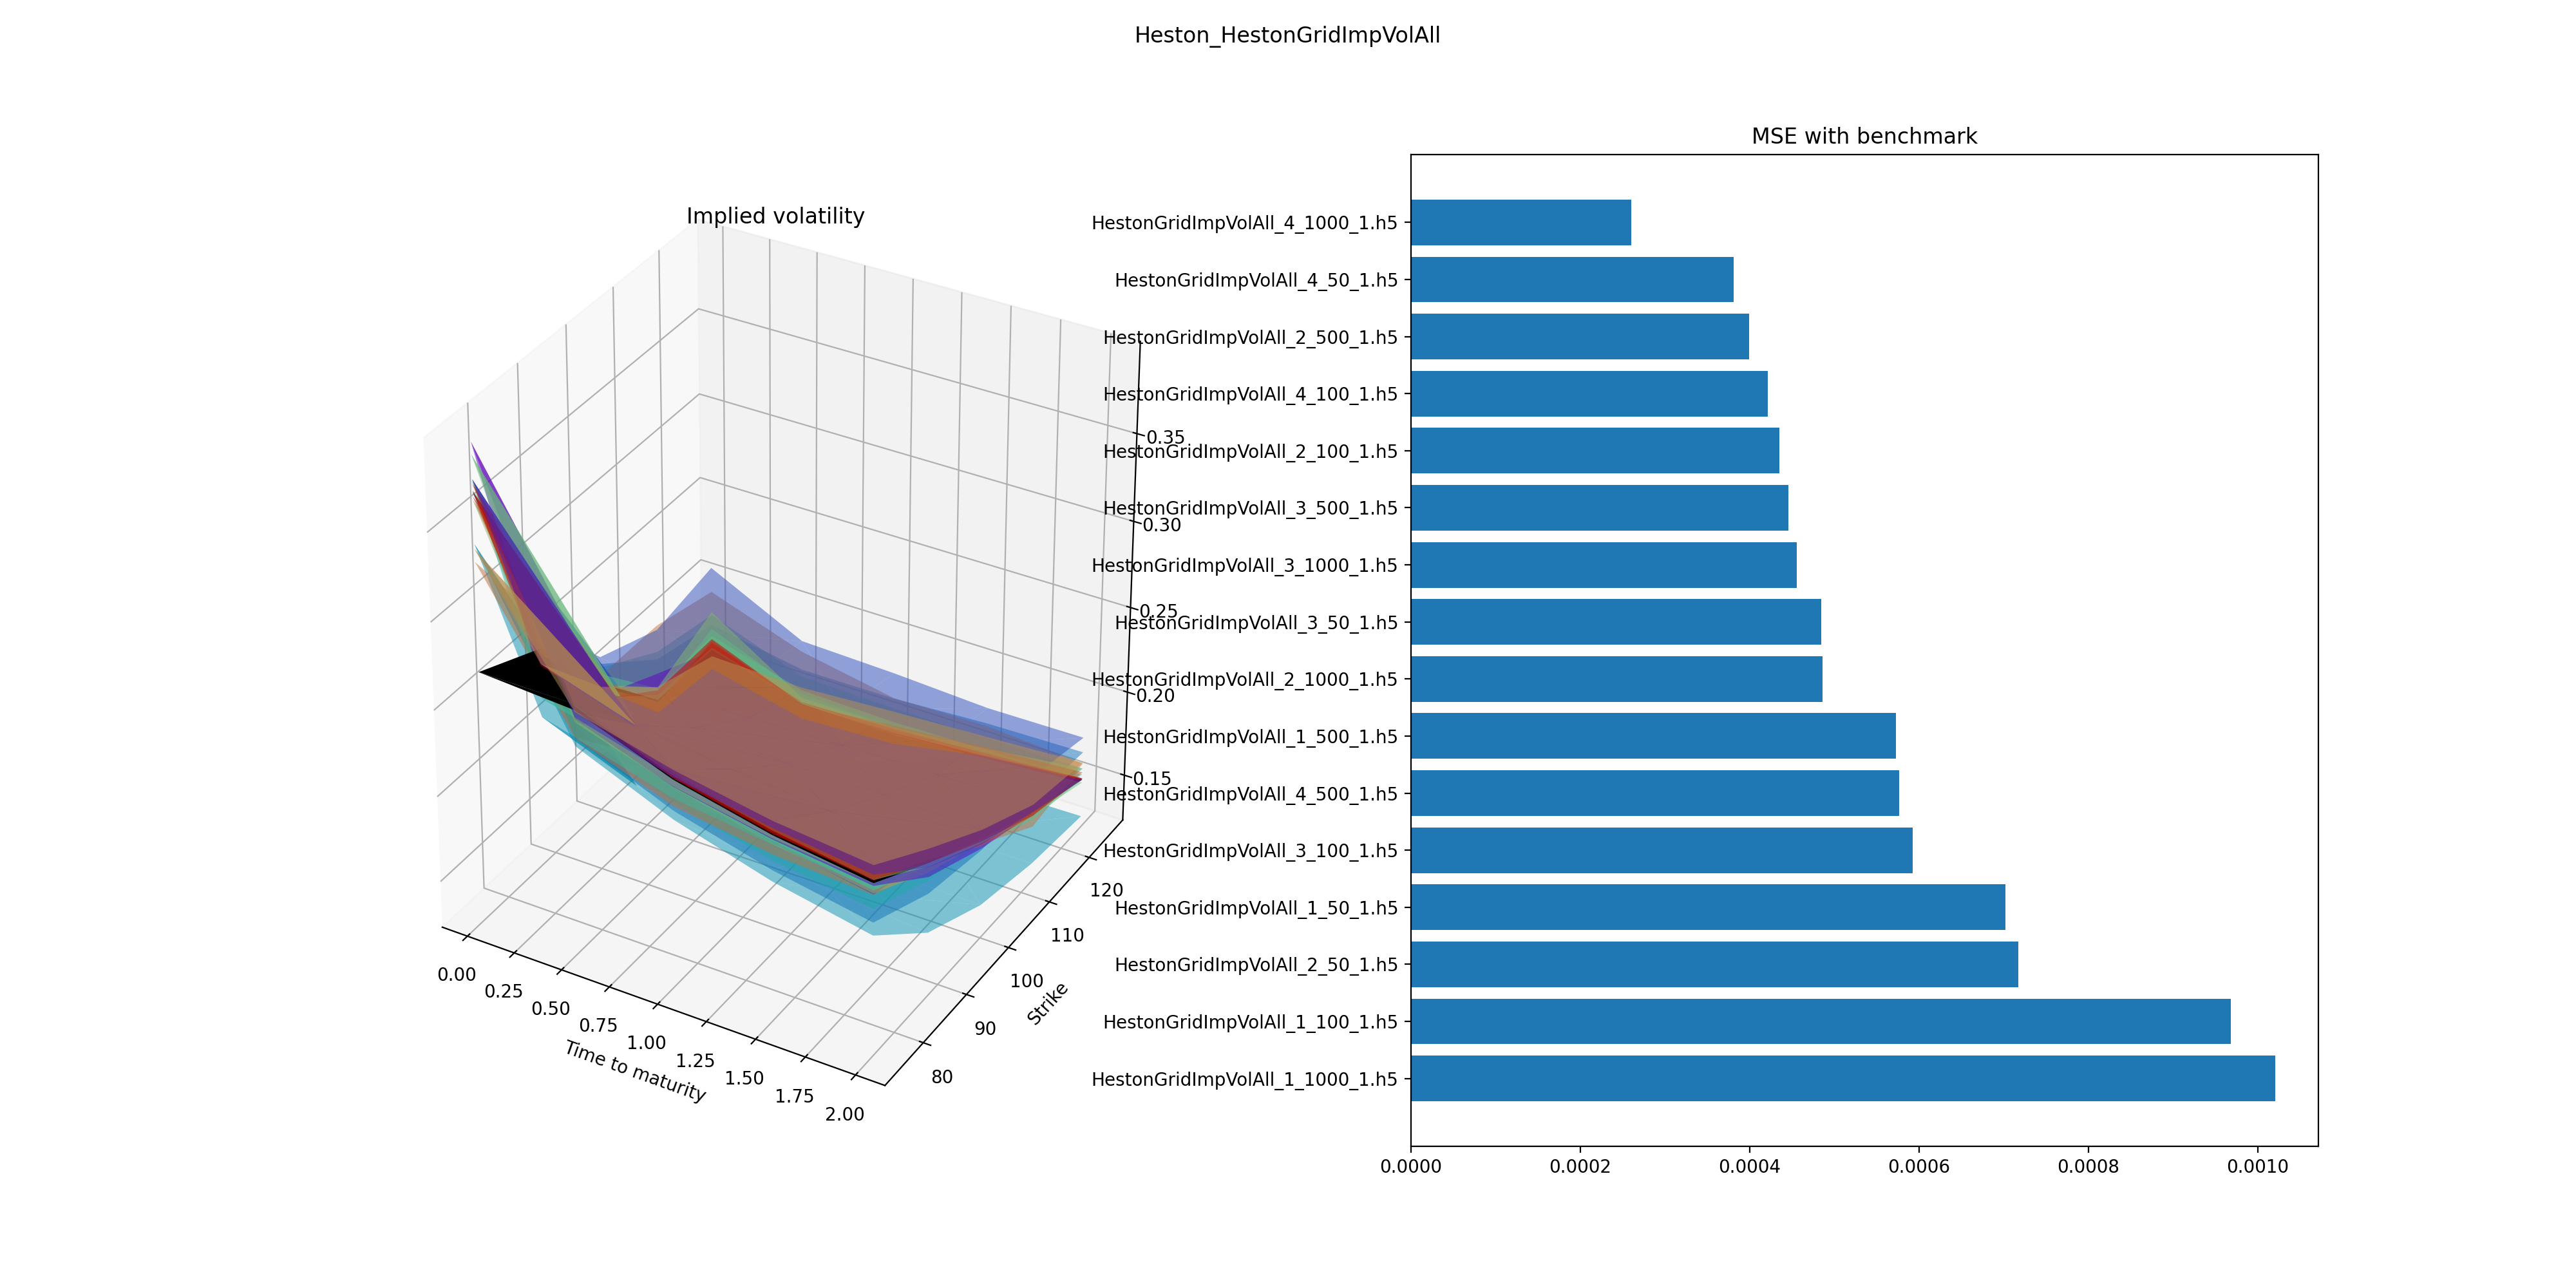 Heston_HestonGridImpVolAll
Implied volatility
0.35
0.30
0.25
0.20
0.15
120
110
100
90
80
Strike
0.00
0.25
0.50
0.75
1.00
1.25
1.50
1.75
2.00
Time to maturity
MSE with benchmark
HestonGridImpVolAll_4_1000_1.h5
HestonGridImpVolAll_4_50_1.h5
HestonGridImpVolAll_2_500_1.h5
HestonGridImpVolAll_4_100_1.h5
HestonGridImpVolAll_2_100_1.h5
HestonGridImpVolAll_3_500_1.h5
HestonGridImpVolAll_3_1000_1.h5
HestonGridImpVolAll_3_50_1.h5
HestonGridImpVolAll_2_1000_1.h5
HestonGridImpVolAll_1_500_1.h5
HestonGridImpVolAll_4_500_1.h5
HestonGridImpVolAll_3_100_1.h5
HestonGridImpVolAll_1_50_1.h5
HestonGridImpVolAll_2_50_1.h5
HestonGridImpVolAll_1_100_1.h5
HestonGridImpVolAll_1_1000_1.h5
0.0000 0.0002 0.0004 0.0006 0.0008 0.0010